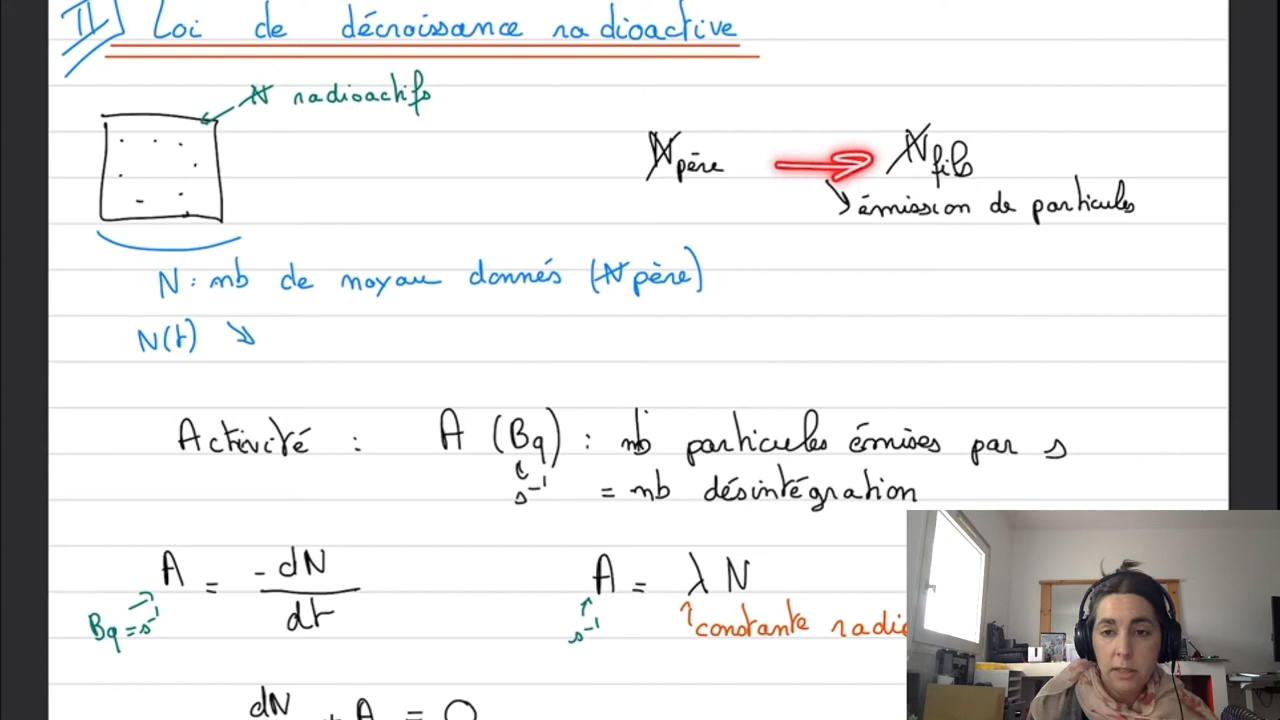 II) Loi de décroissance radioactive
N radioactifs
N père → N fils
↘ émission de particules
N : nb de noyau donnés (N père)
N(t) ↘
Activité : A (Bq) : nb particules émises par s
s⁻¹ = nb désintégration
A = -dN/dt
Bq = s⁻¹
A = λ N
s⁻¹
constante radio
dN
+ A = 0